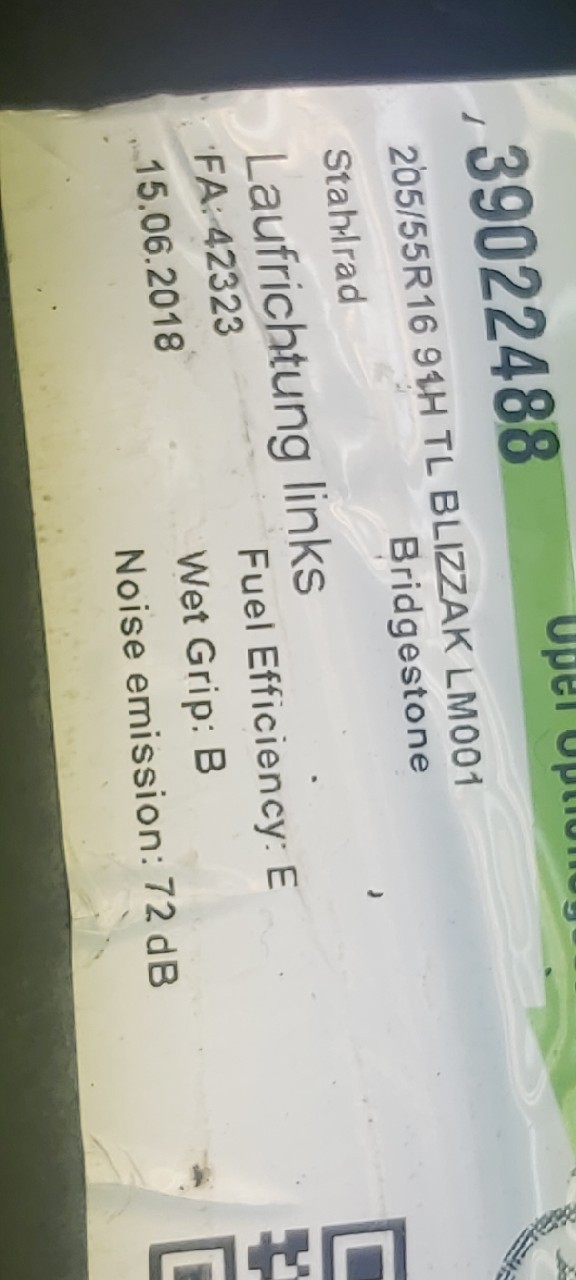 39022488
205/55R16 91H TL BLIZZAK LM001
Stahlrad Bridgestone
Laufrichtung links
FA: 42323 Fuel Efficiency: E
15.06.2018 Wet Grip: B
Noise emission: 72 dB